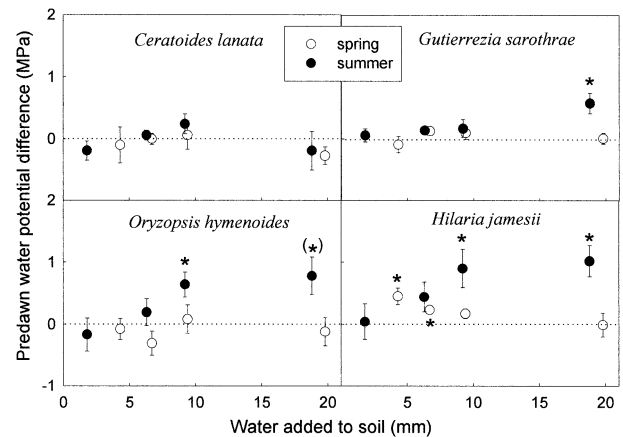 2
Ceratoides lanata
spring
summer
Gutierrezia sarothrae
*
1
0
2
Oryzopsis hymenoides
Hilaria jamesii
*
(*)
*
*
*
*
1
0
-1
0
5
10
15
20
5
10
15
20
Predawn water potential difference (MPa)
Water added to soil (mm)